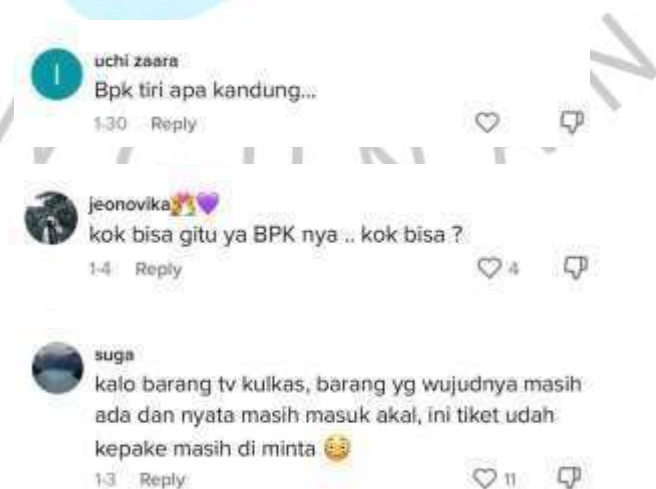 I
uchi zaara
Bpk tiri apa kandung...
1-30 Reply
jeonovika
kok bisa gitu ya BPK nya .. kok bisa ?
1-4 Reply
4
suga
kalo barang tv kulkas, barang yg wujudnya masih
ada dan nyata masih masuk akal, ini tiket udah
kepake masih di minta 😳
1-3 Reply
11